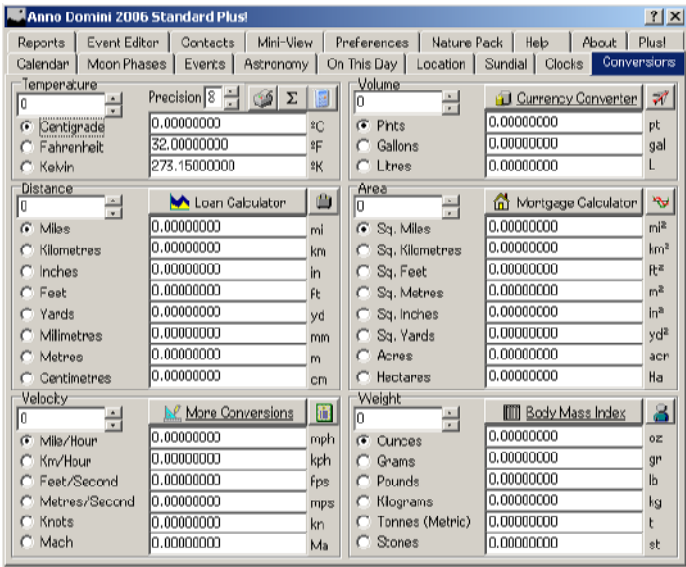 Anno Domini 2006 Standard Plus!
Reports Event Editor Contacts Mini-View Preferences Nature Pack Help About Plus!
Calendar Moon Phases Events Astronomy On This Day Location Sundial Clocks Conversions
Temperature
0 Precision 8 Σ
Centigrade 0.00000000 ºC
Fahrenheit 32.00000000 ºF
Kelvin 273.15000000 ºK
Volume
0 Currency Converter
Pints 0.00000000 pt
Gallons 0.00000000 gal
Litres 0.00000000 L
Distance
0 Loan Calculator
Miles 0.00000000 mi
Kilometres 0.00000000 km
Inches 0.00000000 in
Feet 0.00000000 ft
Yards 0.00000000 yd
Millimetres 0.00000000 mm
Metres 0.00000000 m
Centimetres 0.00000000 cm
Area
0 Mortgage Calculator
Sq. Miles 0.00000000 mi²
Sq. Kilometres 0.00000000 km²
Sq. Feet 0.00000000 ft²
Sq. Metres 0.00000000 m²
Sq. Inches 0.00000000 in²
Sq. Yards 0.00000000 yd²
Acres 0.00000000 acr
Hectares 0.00000000 Ha
Velocity
0 More Conversions
Mile/Hour 0.00000000 mph
Km/Hour 0.00000000 kph
Feet/Second 0.00000000 fps
Metres/Second 0.00000000 mps
Knots 0.00000000 kn
Mach 0.00000000 Ma
Weight
0 Body Mass Index
Ounces 0.00000000 oz
Grams 0.00000000 gr
Pounds 0.00000000 lb
Kilograms 0.00000000 kg
Tonnes (Metric) 0.00000000 t
Stones 0.00000000 st